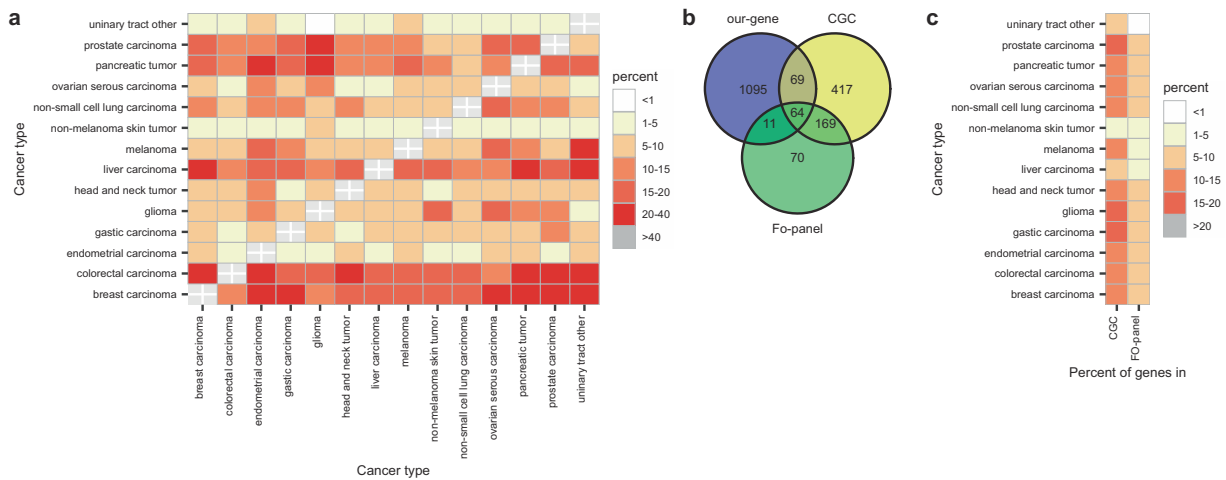 a
uninary tract other
prostate carcinoma
pancreatic tumor
ovarian serous carcinoma
non-small cell lung carcinoma
non-melanoma skin tumor
melanoma
liver carcinoma
head and neck tumor
glioma
gastic carcinoma
endometrial carcinoma
colorectal carcinoma
breast carcinoma
Cancer type
breast carcinoma
colorectal carcinoma
endometrial carcinoma
gastic carcinoma
glioma
head and neck tumor
liver carcinoma
melanoma
non-melanoma skin tumor
non-small cell lung carcinoma
ovarian serous carcinoma
pancreatic tumor
prostate carcinoma
uninary tract other
Cancer type
percent
<1
1-5
5-10
10-15
15-20
20-40
>40
b
our-gene
CGC
1095
69
417
64
11
169
70
Fo-panel
c
uninary tract other
prostate carcinoma
pancreatic tumor
ovarian serous carcinoma
non-small cell lung carcinoma
non-melanoma skin tumor
melanoma
liver carcinoma
head and neck tumor
glioma
gastic carcinoma
endometrial carcinoma
colorectal carcinoma
breast carcinoma
Cancer type
CGC
FO-panel
Percent of genes in
percent
<1
1-5
5-10
10-15
15-20
>20